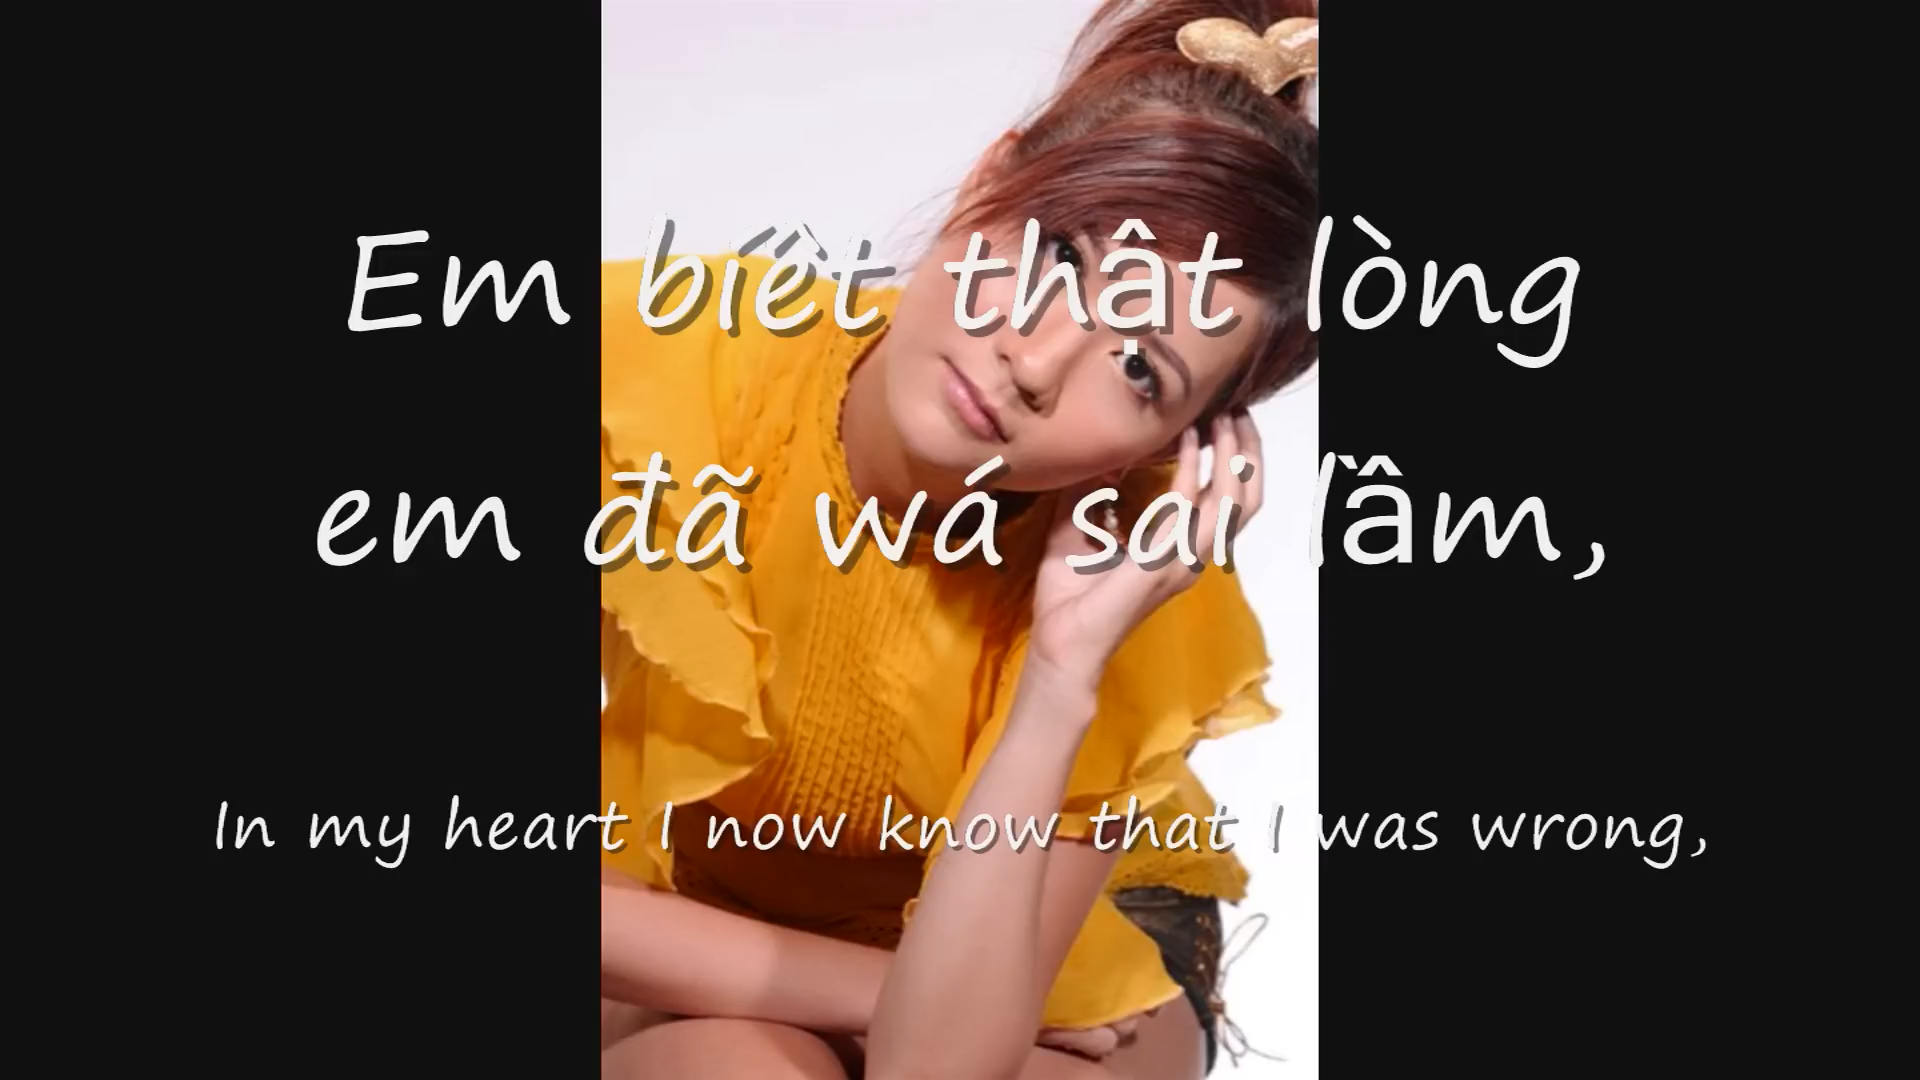 Em biết thật lòng
em đã wá sai lầm,
In my heart I now know that I was wrong,